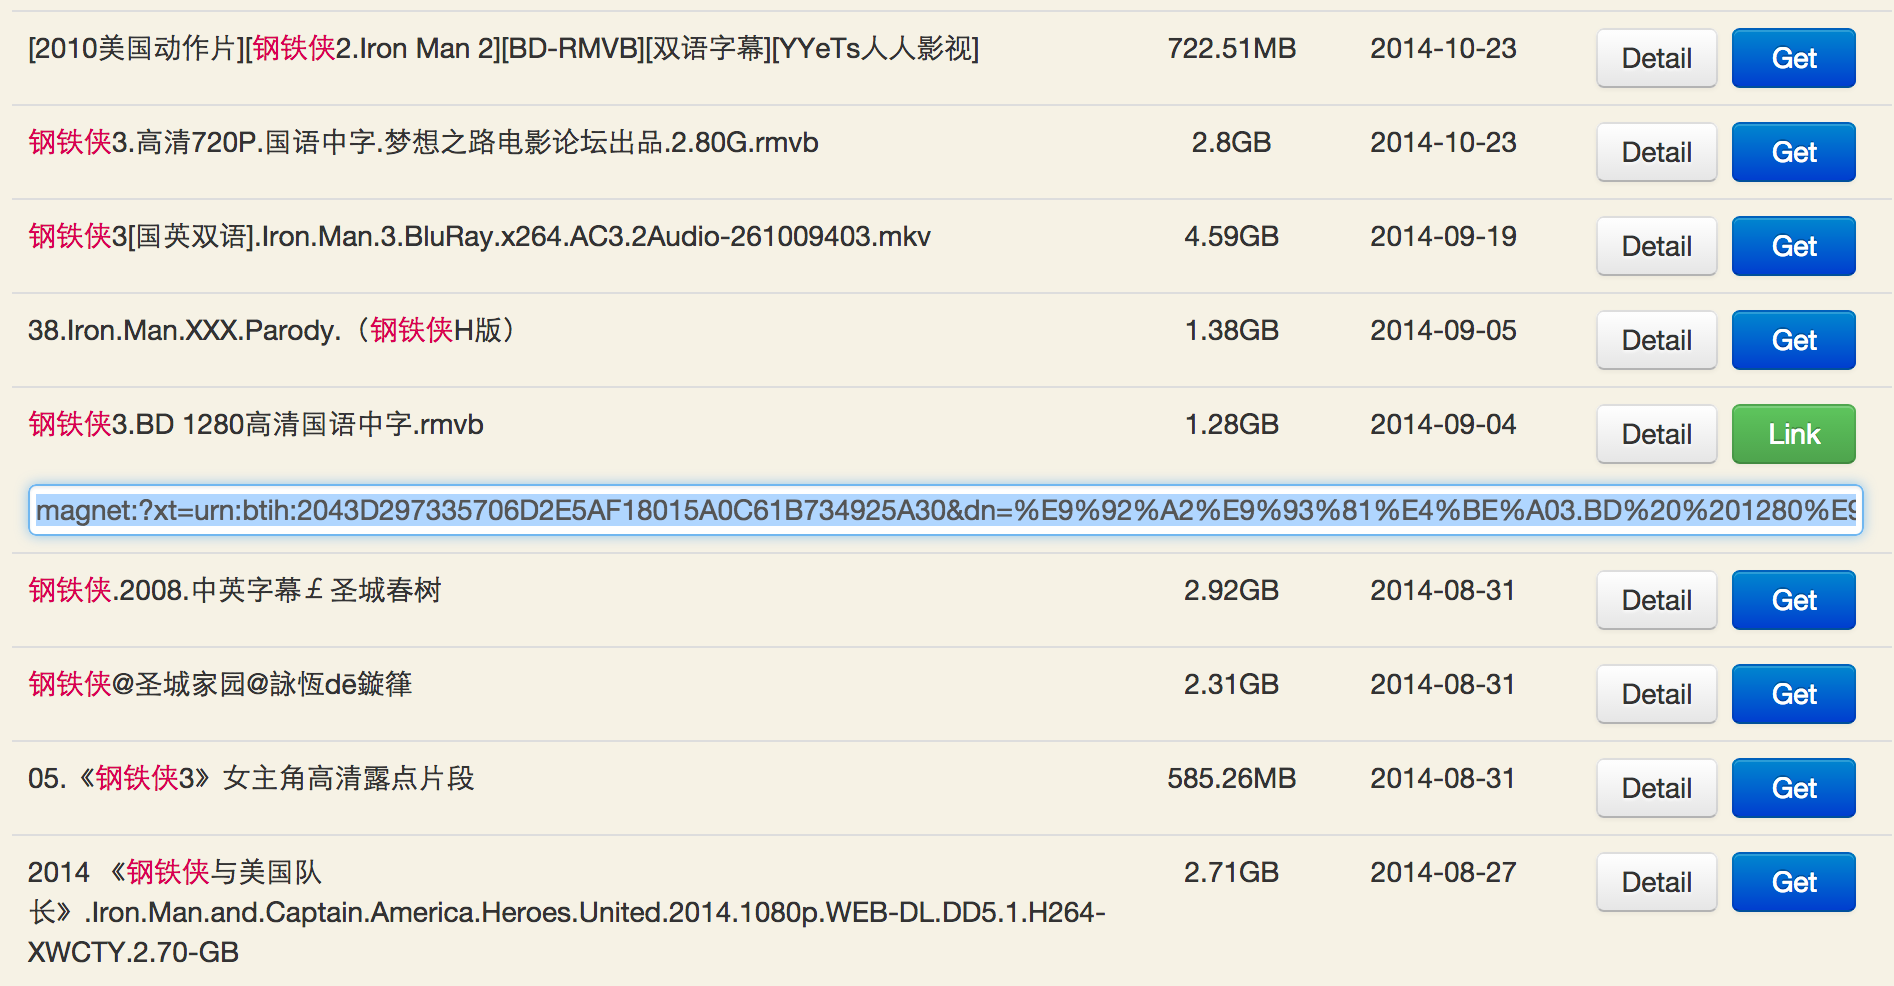 [2010美国动作片][钢铁侠2.Iron Man 2][BD-RMVB][双语字幕][YYeTs人人影视] 722.51MB 2014-10-23 Detail Get
钢铁侠3.高清720P.国语中字.梦想之路电影论坛出品.2.80G.rmvb 2.8GB 2014-10-23 Detail Get
钢铁侠3[国英双语].Iron.Man.3.BluRay.x264.AC3.2Audio-261009403.mkv 4.59GB 2014-09-19 Detail Get
38.Iron.Man.XXX.Parody.（钢铁侠H版） 1.38GB 2014-09-05 Detail Get
钢铁侠3.BD 1280高清国语中字.rmvb 1.28GB 2014-09-04 Detail Link
magnet:?xt=urn:btih:2043D297335706D2E5AF18015A0C61B734925A30&dn=%E9%92%A2%E9%93%81%E4%BE%A03.BD%20%201280%E9
钢铁侠.2008.中英字幕￡圣城春树 2.92GB 2014-08-31 Detail Get
钢铁侠@圣城家园@詠恆dē鏇葎 2.31GB 2014-08-31 Detail Get
05.《钢铁侠3》女主角高清露点片段 585.26MB 2014-08-31 Detail Get
2014 《钢铁侠与美国队 2.71GB 2014-08-27 Detail Get
长》.Iron.Man.and.Captain.America.Heroes.United.2014.1080p.WEB-DL.DD5.1.H264-
XWCTY.2.70-GB